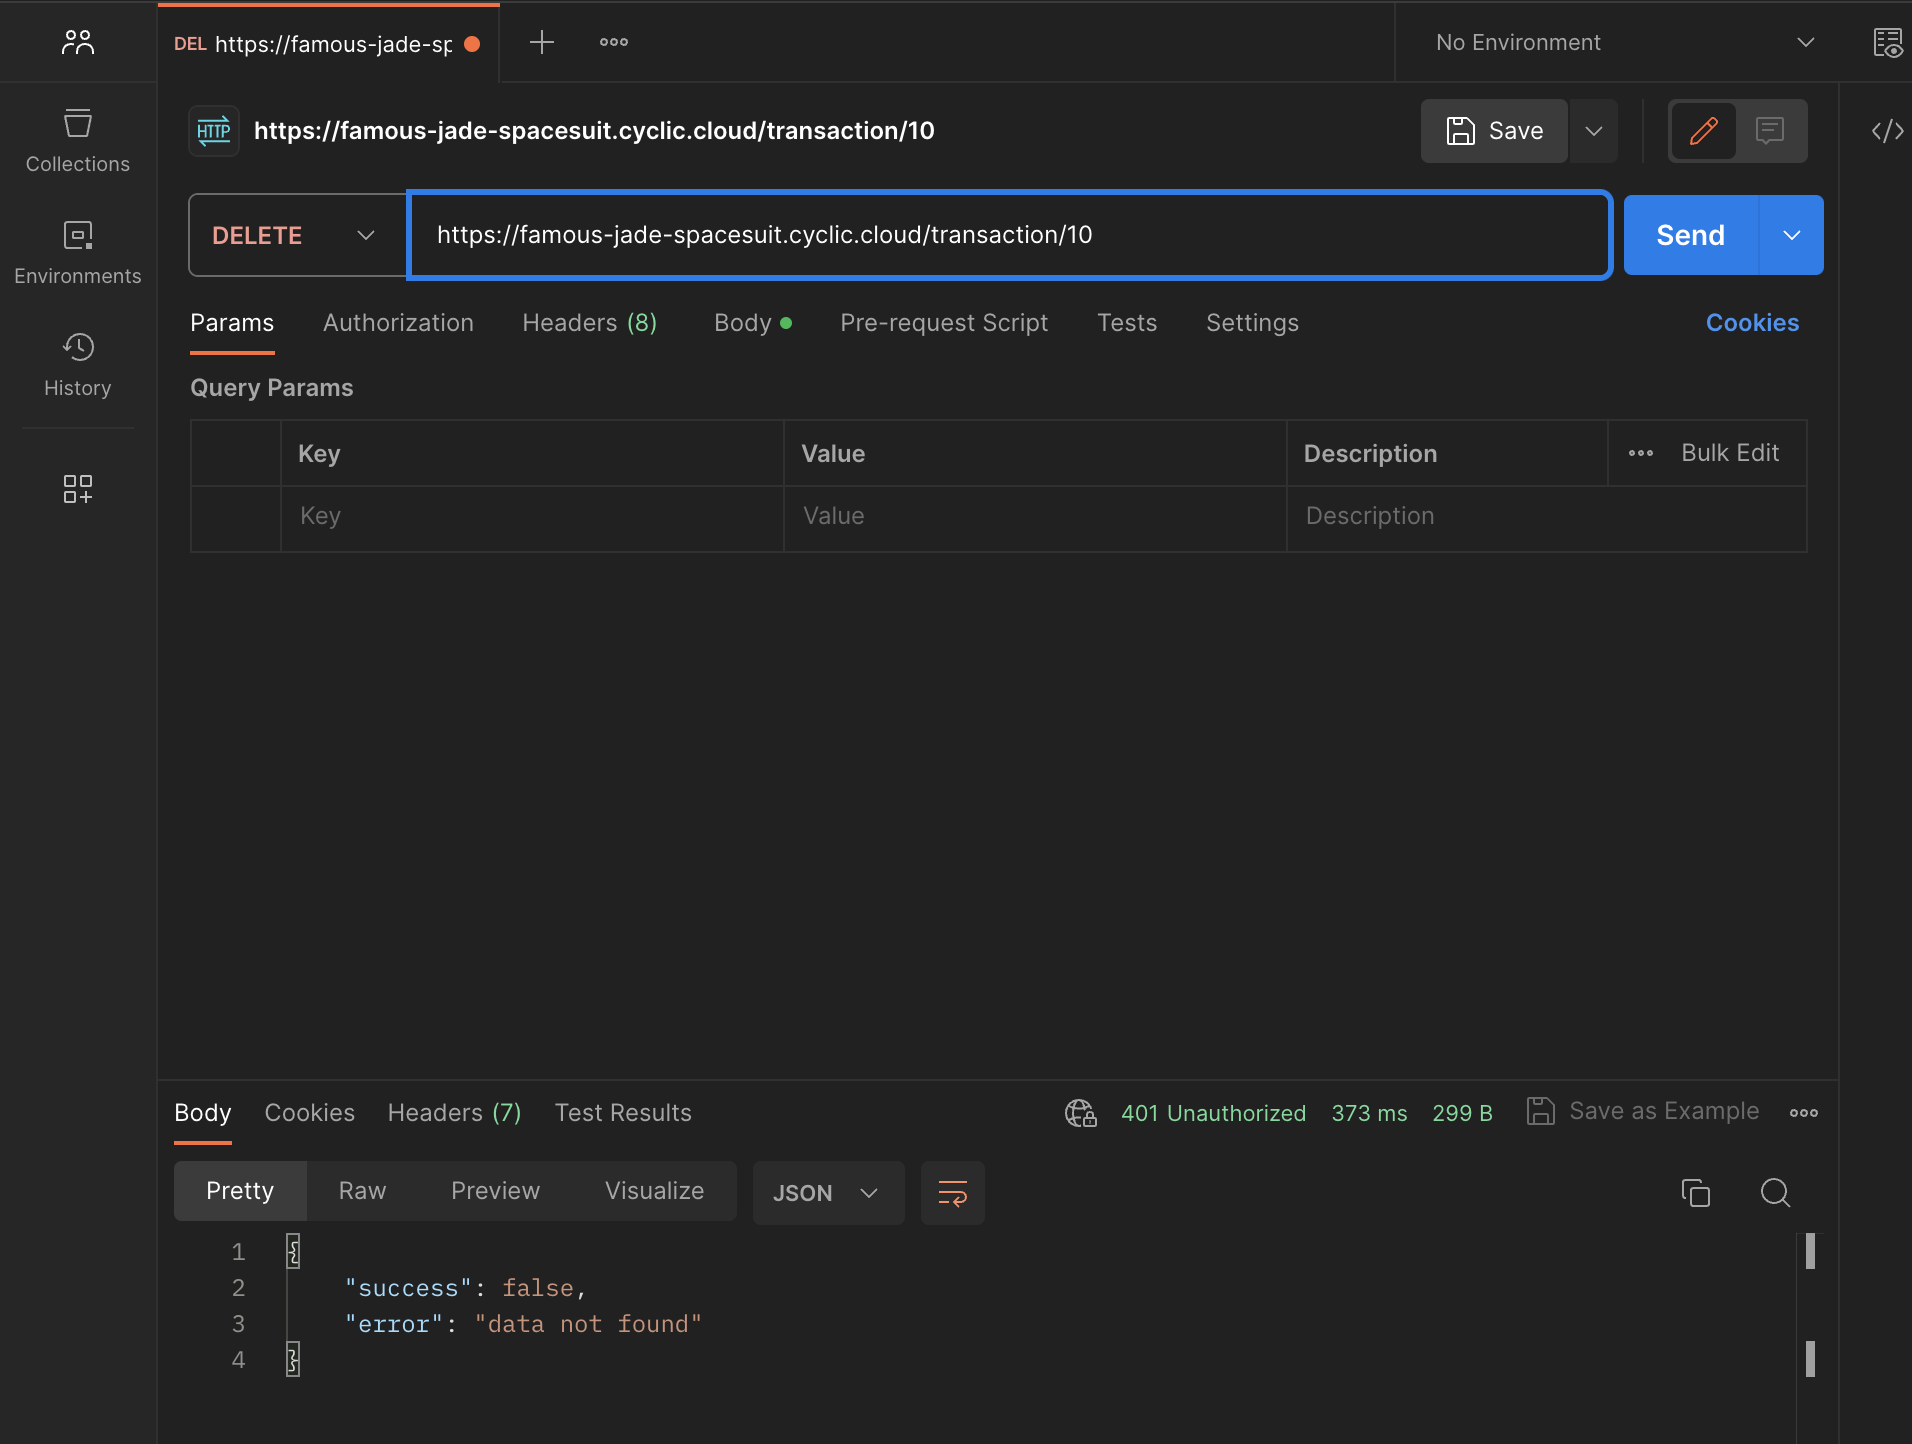 DEL https://famous-jade-sp
No Environment
HTTP https://famous-jade-spacesuit.cyclic.cloud/transaction/10
Save
Collections
Environments
History
DELETE
https://famous-jade-spacesuit.cyclic.cloud/transaction/10
Send
Params Authorization Headers (8) Body Pre-request Script Tests Settings Cookies
Query Params
Key Value Description Bulk Edit
Key Value Description
Body Cookies Headers (7) Test Results 401 Unauthorized 373 ms 299 B Save as Example
Pretty Raw Preview Visualize JSON
1 {
2 "success": false,
3 "error": "data not found"
4 }